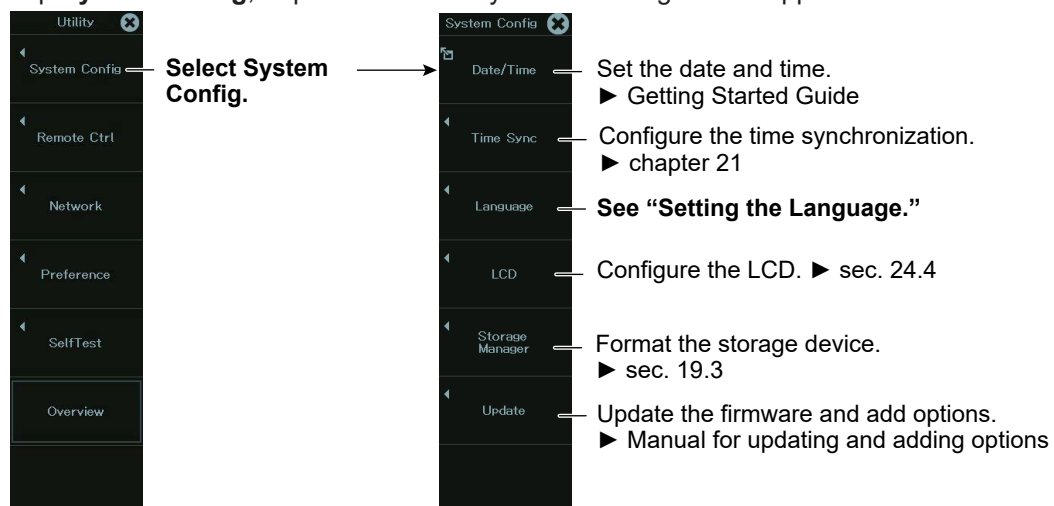 Utility
System Config
Remote Ctrl
Network
Preference
SelfTest
Overview
Select System
Config.
System Config
Date/Time
Set the date and time.
► Getting Started Guide
Time Sync
Configure the time synchronization.
► chapter 21
Language
See “Setting the Language.”
LCD
Configure the LCD. ► sec. 24.4
Storage
Manager
Format the storage device.
► sec. 19.3
Update
Update the firmware and add options.
► Manual for updating and adding options